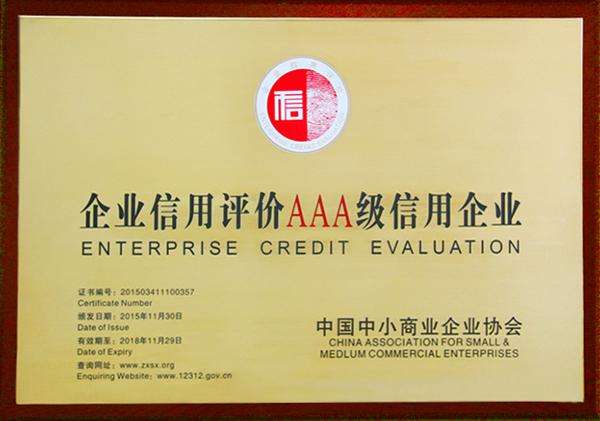 信
企业信用评价AAA级信用企业
ENTERPRISE CREDIT EVALUATION
证书编号：201503411100357
Certificate Number
颁发日期：2015年11月30日
Date of Issue
有效期至：2018年11月29日
Date of Expiry
查询网址：www.zxsx.org
Enquiring Website：www.12312.gov.cn
中国中小商业企业协会
CHINA ASSOCIATION FOR SMALL &
MEDLUM COMMERCIAL ENTERPRISES